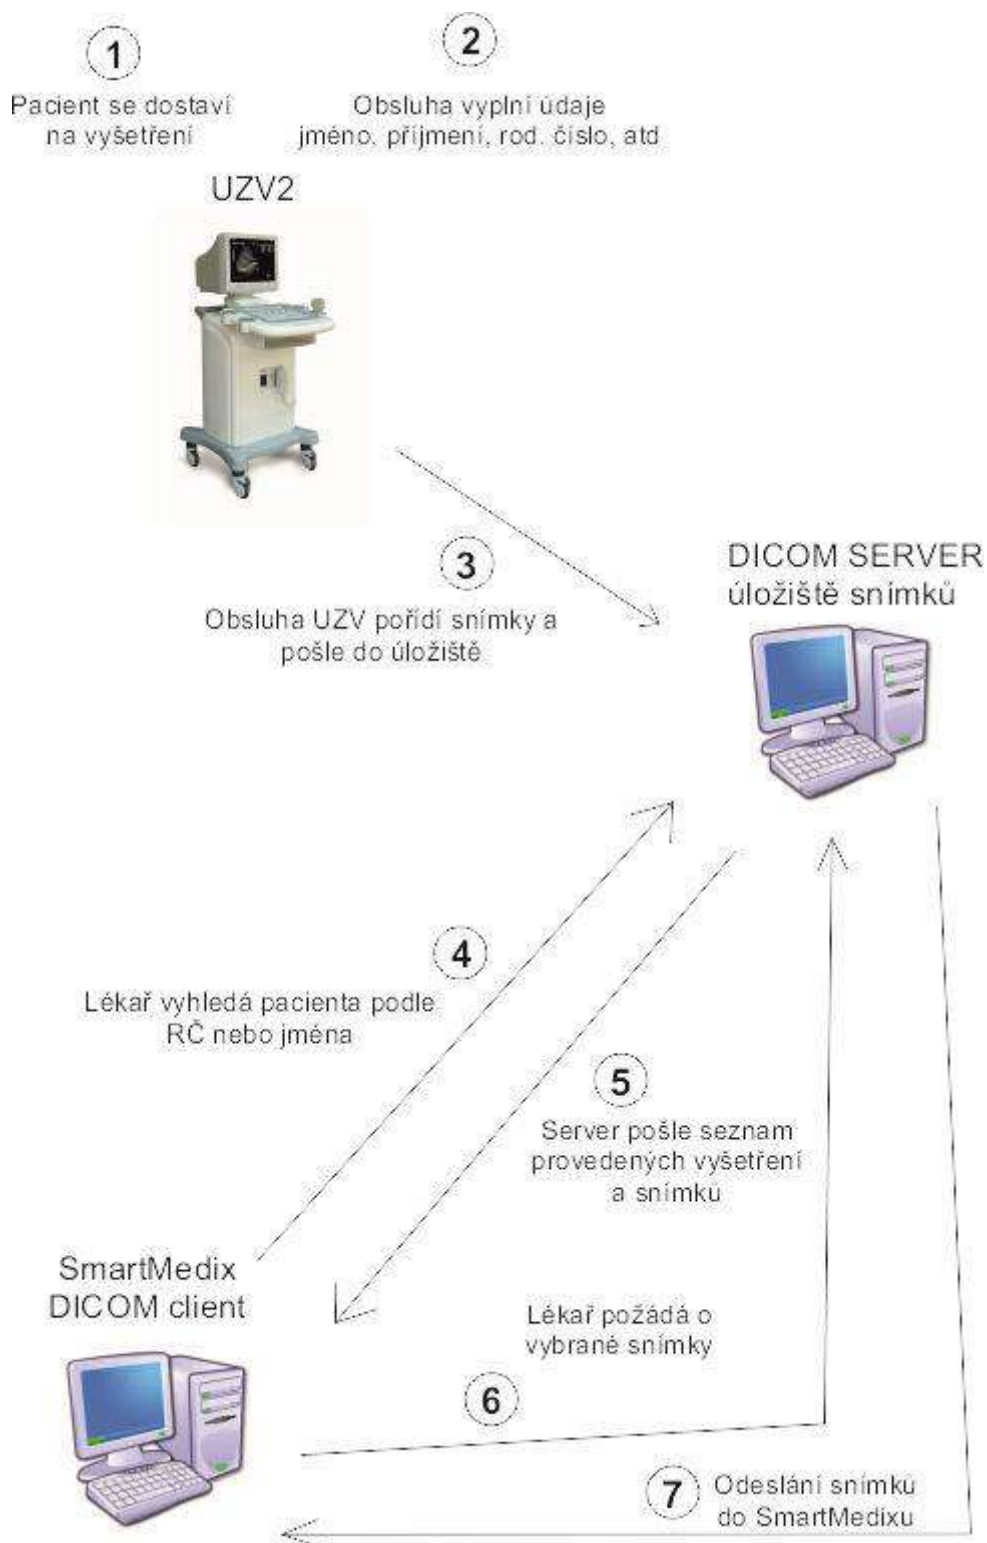 1
Pacient se dostaví
na vyšetření
2
Obsluha vyplní údaje
jméno, příjmení, rod. číslo, atd
UZV2
3
Obsluha UZV pořídí snímky a
pošle do úložiště
DICOM SERVER
úložiště snímků
4
Lékař vyhledá pacienta podle
RČ nebo jména
5
Server pošle seznam
provedených vyšetření
a snímků
SmartMedix
DICOM client
Lékař požádá o
vybrané snímky
6
7
Odeslání snímků
do SmartMedixu